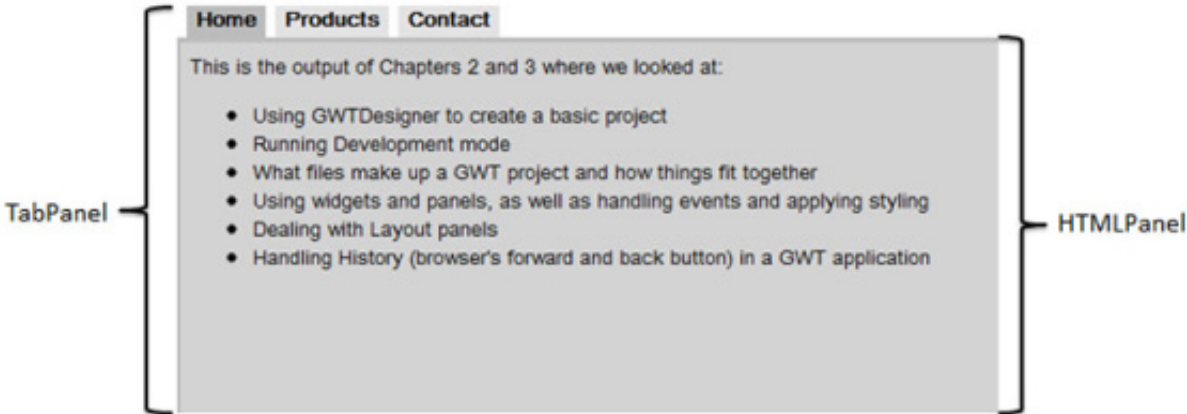 Home Products Contact
This is the output of Chapters 2 and 3 where we looked at:
• Using GWTDesigner to create a basic project
• Running Development mode
• What files make up a GWT project and how things fit together
• Using widgets and panels, as well as handling events and applying styling
• Dealing with Layout panels
• Handling History (browser's forward and back button) in a GWT application
TabPanel
HTMLPanel